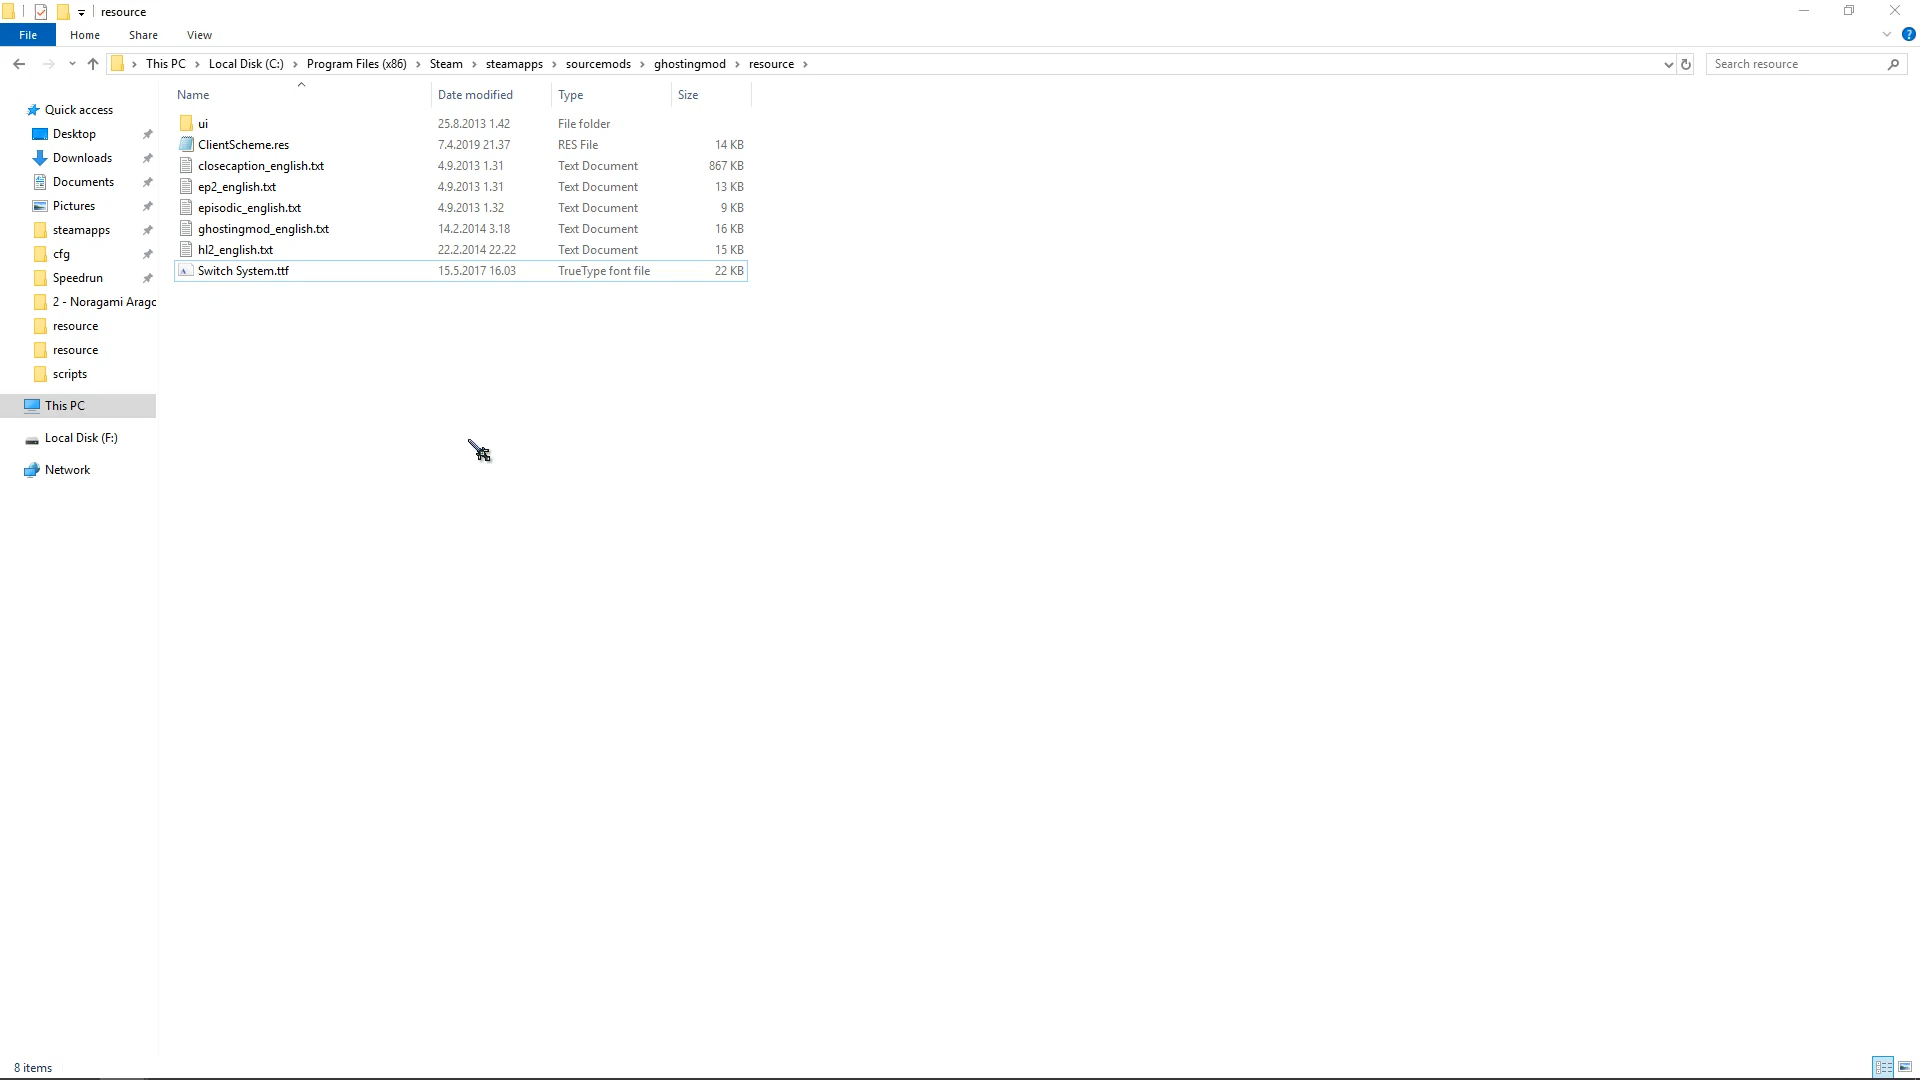 resource
File Home Share View
This PC Local Disk (C:) Program Files (x86) Steam steamapps sourcemods ghostingmod resource
Search resource
Name Date modified Type Size
Quick access
Desktop
Downloads
Documents
Pictures
steamapps
cfg
Speedrun
2 - Noragami Arago
resource
resource
scripts
This PC
Local Disk (F:)
Network
ui 25.8.2013 1.42 File folder
ClientScheme.res 7.4.2019 21.37 RES File 14 KB
closecaption_english.txt 4.9.2013 1.31 Text Document 867 KB
ep2_english.txt 4.9.2013 1.31 Text Document 13 KB
episodic_english.txt 4.9.2013 1.32 Text Document 9 KB
ghostingmod_english.txt 14.2.2014 3.18 Text Document 16 KB
hl2_english.txt 22.2.2014 22.22 Text Document 15 KB
Switch System.ttf 15.5.2017 16.03 TrueType font file 22 KB
8 items